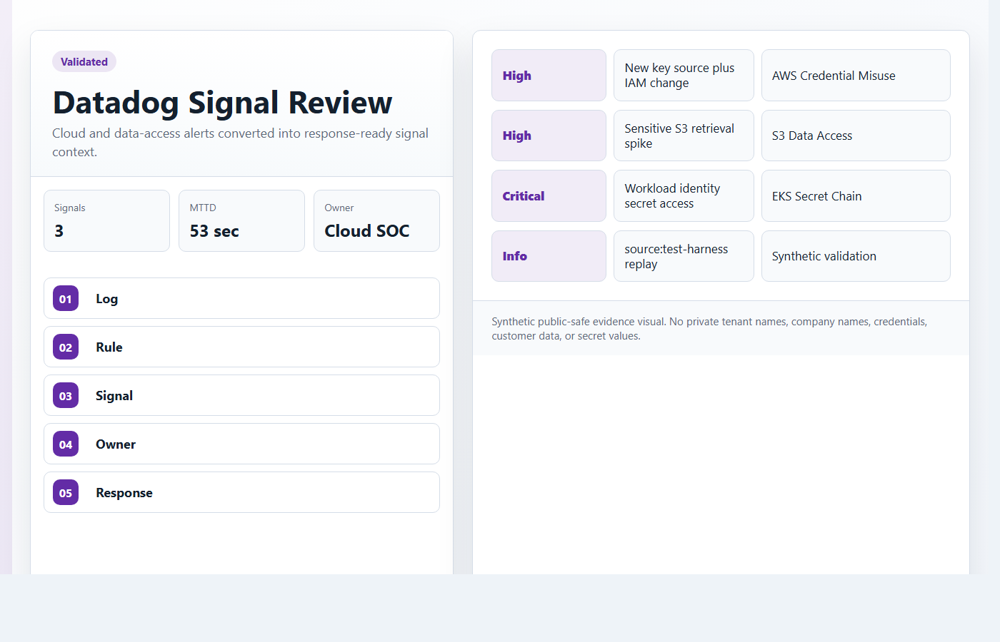 Validated
Datadog Signal Review
Cloud and data-access alerts converted into response-ready signal
context.
Signals
3
MTTD
53 sec
Owner
Cloud SOC
01 Log
02 Rule
03 Signal
04 Owner
05 Response
High
New key source plus
IAM change
AWS Credential Misuse
High
Sensitive S3 retrieval
spike
S3 Data Access
Critical
Workload identity
secret access
EKS Secret Chain
Info
source:test-harness
replay
Synthetic validation
Synthetic public-safe evidence visual. No private tenant names, company names, credentials,
customer data, or secret values.